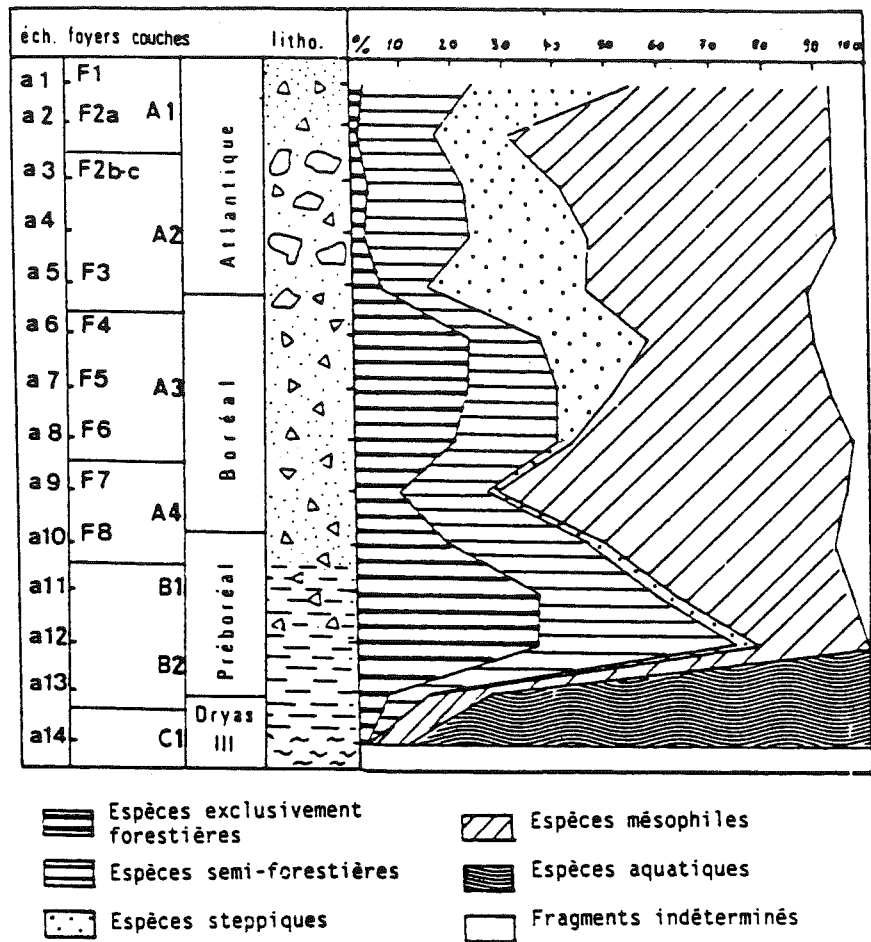 éch. foyers couches litho. % 10 20 30 40 50 60 70 80 90 100
a1 F1
a2 F2a A1
a3 F2b-c
a4 A2
a5 F3
a6 F4
a7 F5 A3
a8 F6
a9 F7
a10 F8 A4
a11 B1
a12 B2
a13
a14 C1
Atlantique
Boréal
Préboréal
Dryas
III
Espèces exclusivement
forestières
Espèces semi-forestières
Espèces steppiques
Espèces mésophiles
Espèces aquatiques
Fragments indéterminés